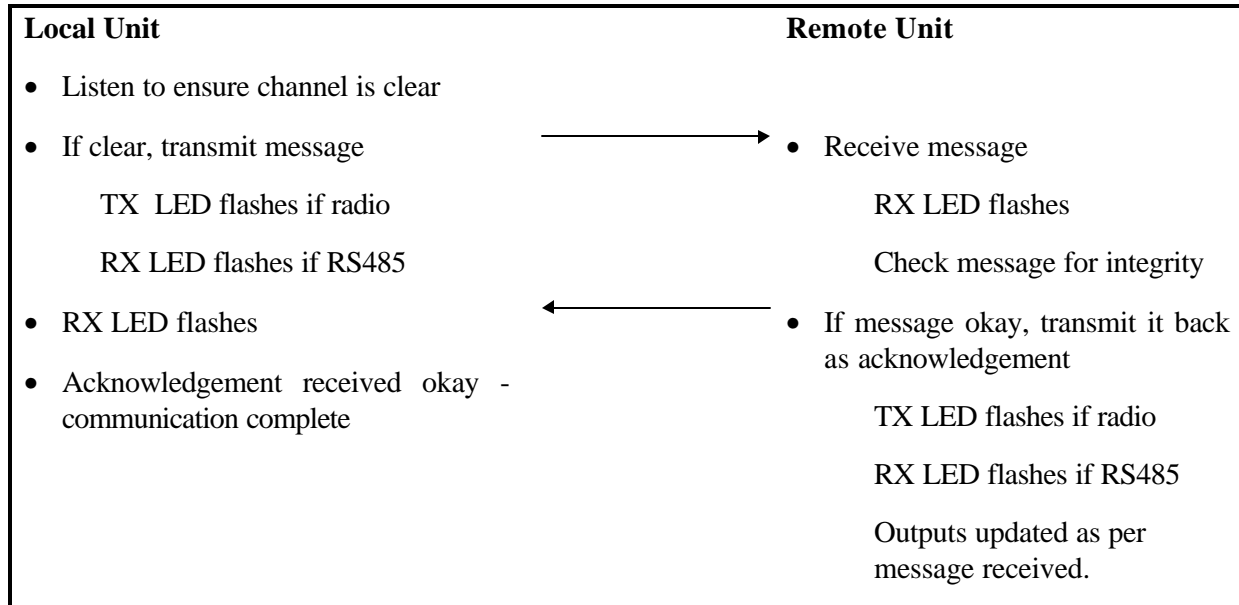 Local Unit
Remote Unit
• Listen to ensure channel is clear
• If clear, transmit message
TX LED flashes if radio
RX LED flashes if RS485
• Receive message
RX LED flashes
Check message for integrity
• RX LED flashes
• Acknowledgement received okay -
communication complete
• If message okay, transmit it back
as acknowledgement
TX LED flashes if radio
RX LED flashes if RS485
Outputs updated as per
message received.